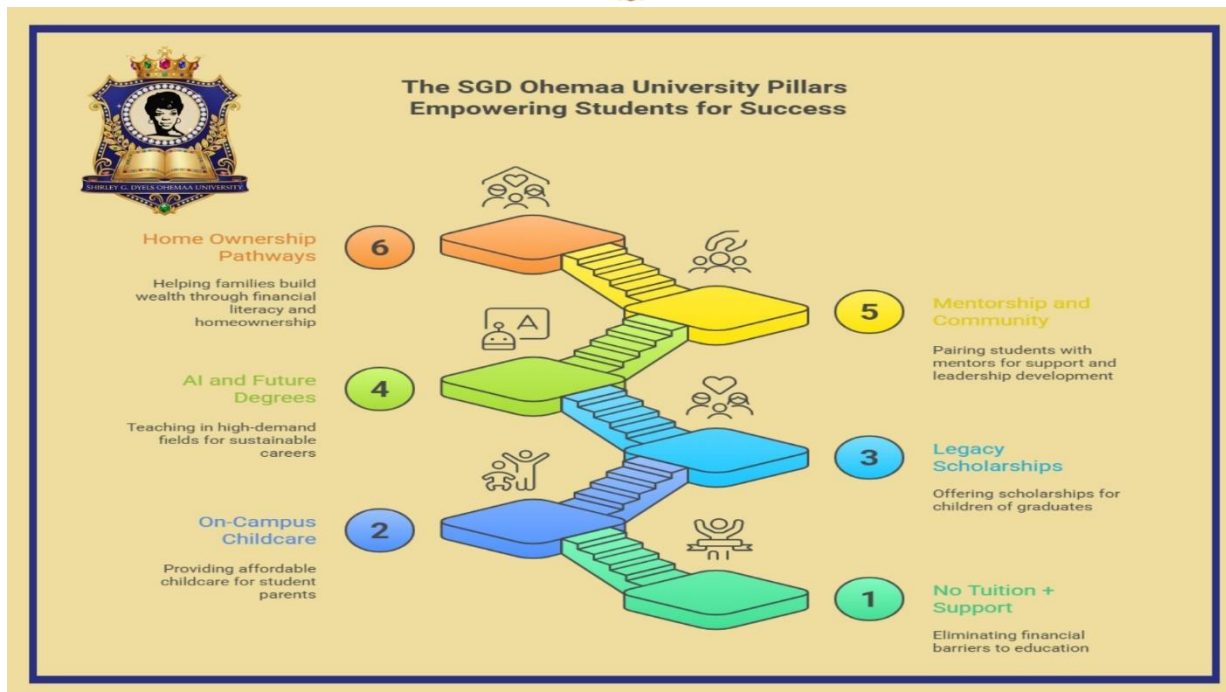 The SGD Ohemaa University Pillars
Empowering Students for Success
SHIRLEY G. DYELS OHEMAA UNIVERSITY
Home Ownership
Pathways
6
Helping families build
wealth through financial
literacy and
homeownership
5
Mentorship and
Community
Pairing students with
mentors for support and
leadership development
A
AI and Future
Degrees
4
Teaching in high-demand
fields for sustainable
careers
3
Legacy
Scholarships
Offering scholarships for
children of graduates
On-Campus
Childcare
2
Providing affordable
childcare for student
parents
1
No Tuition +
Support
Eliminating financial
barriers to education